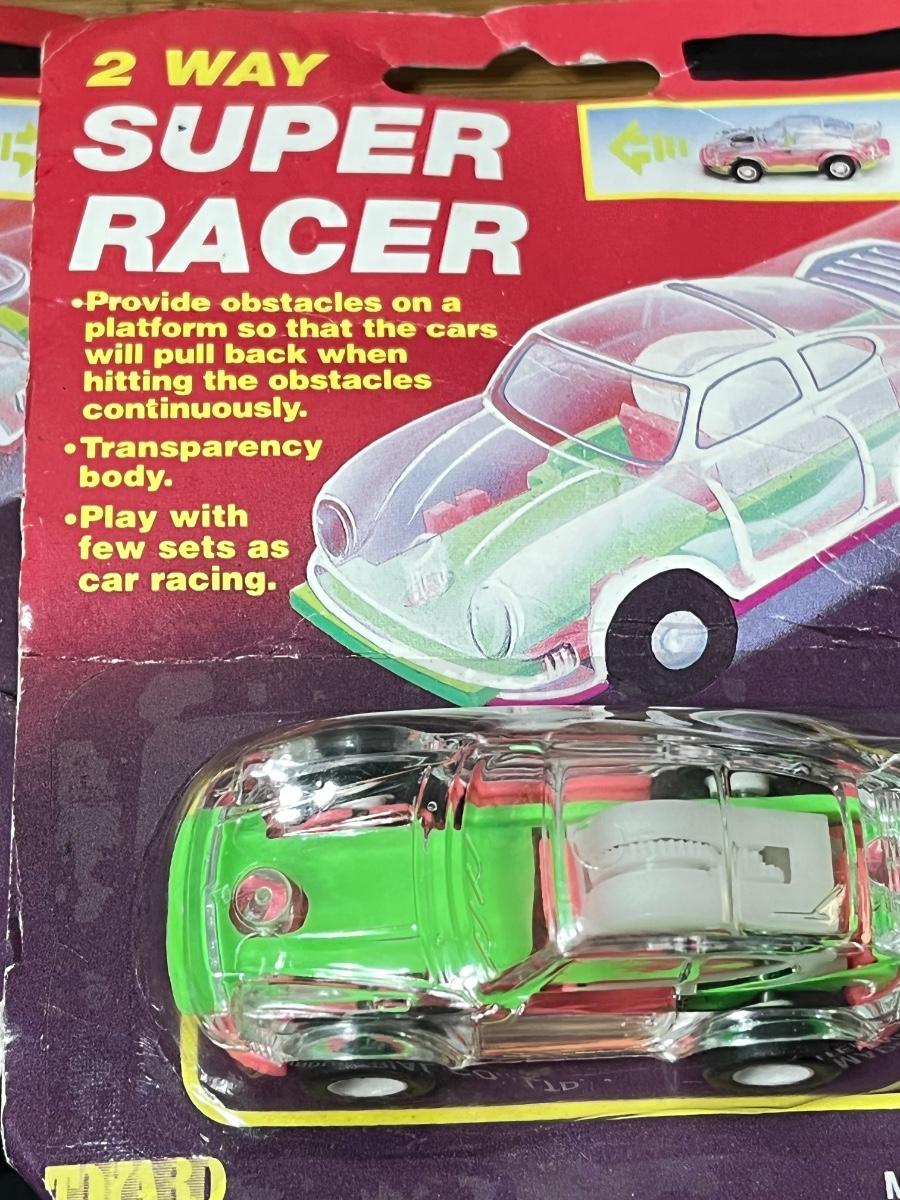 2 WAY
SUPER
RACER
•Provide obstacles on a
platform so that the cars
will pull back when
hitting the obstacles
continuously.
•Transparency
body.
•Play with
few sets as
car racing.
TOYARD
M